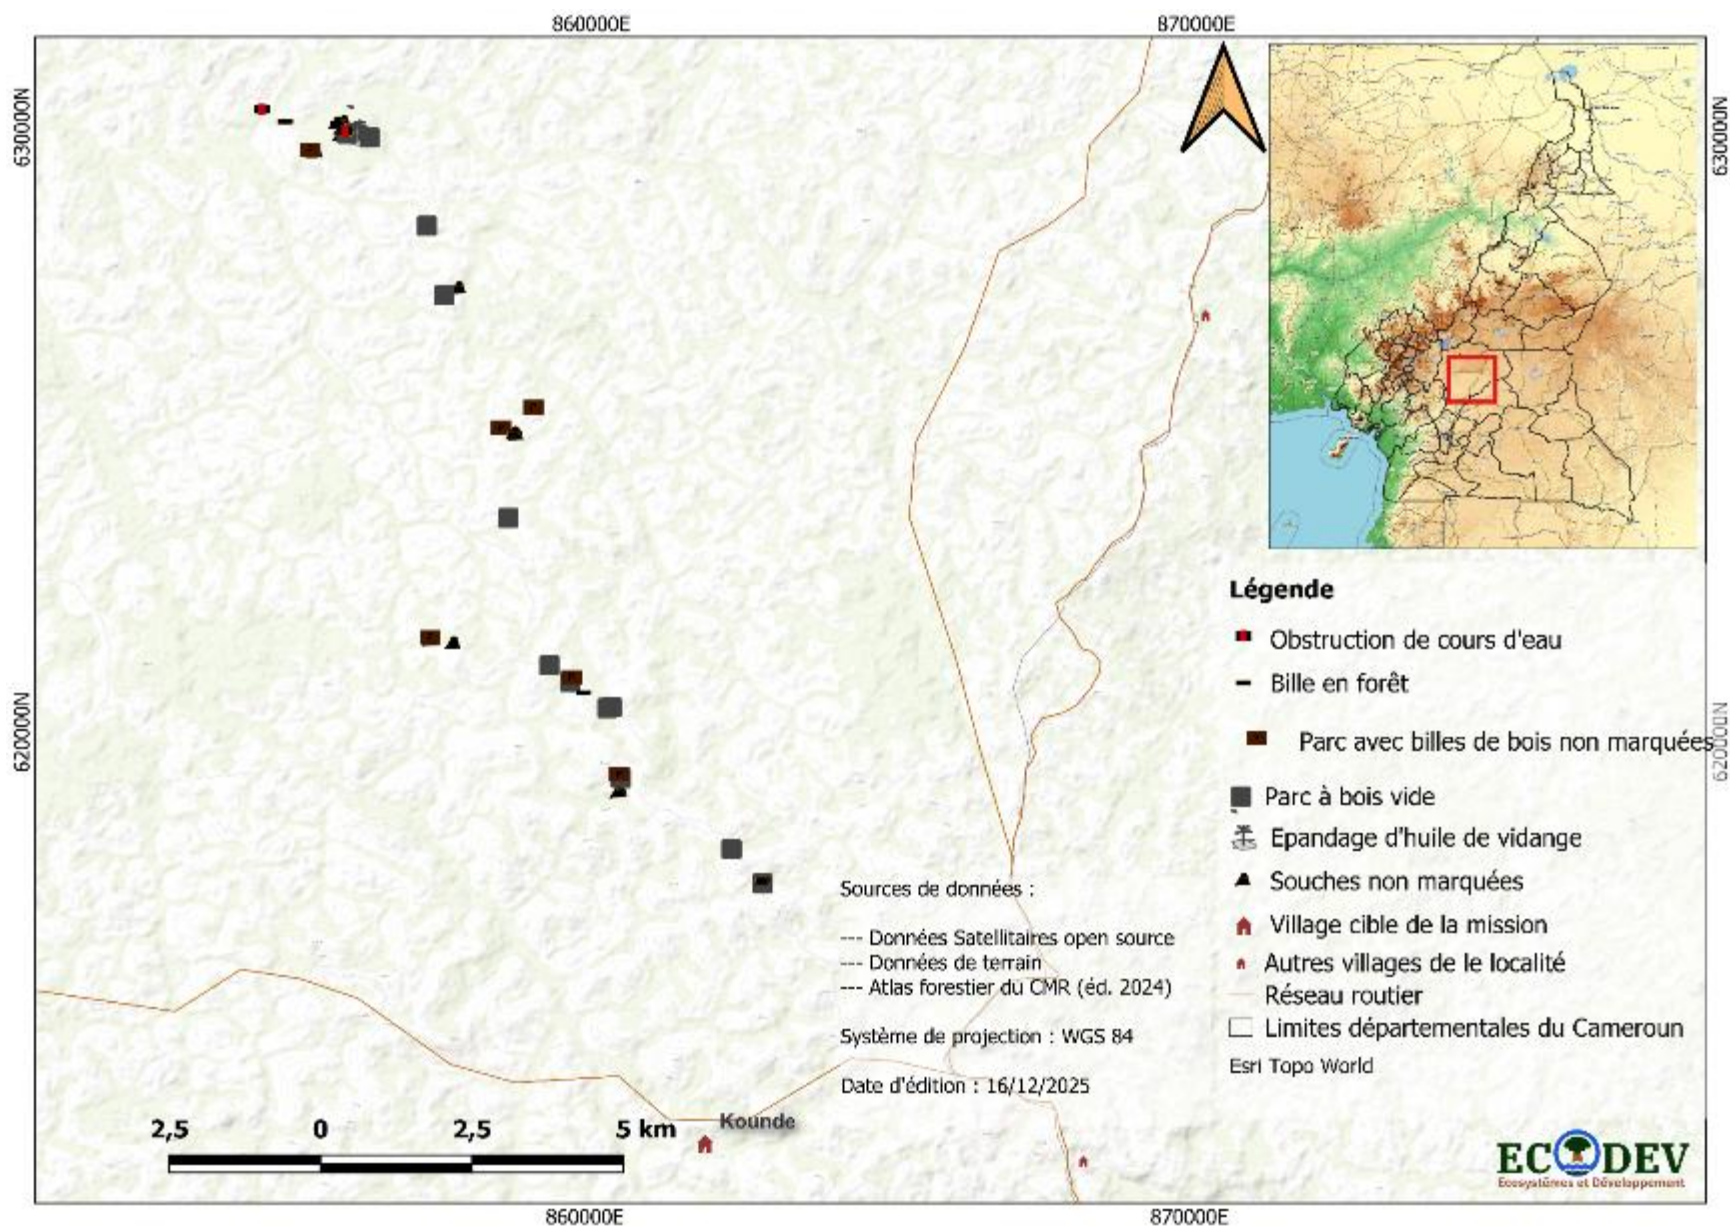 860000E
870000E
630000N
630000N
620000N
620000N
Légende
Obstruction de cours d'eau
Bille en forêt
Parc avec billes de bois non marquées
Parc à bois vide
Epandage d'huile de vidange
Souches non marquées
Village cible de la mission
Autres villages de le localité
Réseau routier
Limites départementales du Cameroun
Esri Topo World
Sources de données :
--- Données Satellitaires open source
--- Données de terrain
--- Atlas forestier du CMR (éd. 2024)
Système de projection : WGS 84
Date d'édition : 16/12/2025
Kounde
2,5 0 2,5 5 km
ECODEV
Ecosystèmes et Développement
860000E
870000E